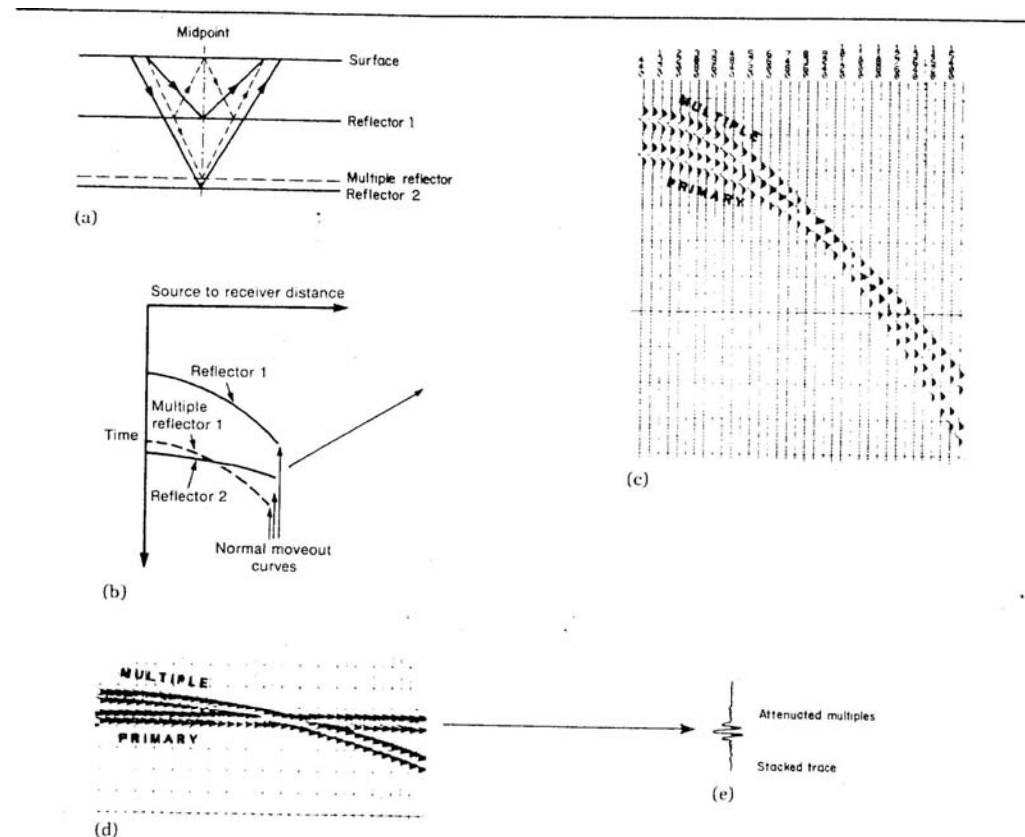 Midpoint
Surface
Reflector 1
Multiple reflector
Reflector 2
(a)
Source to receiver distance
Reflector 1
Multiple
reflector 1
Time
Reflector 2
Normal moveout
curves
(b)
MULTIPLE
PRIMARY
(c)
MULTIPLE
PRIMARY
(d)
Attenuated multiples
Stacked trace
(e)